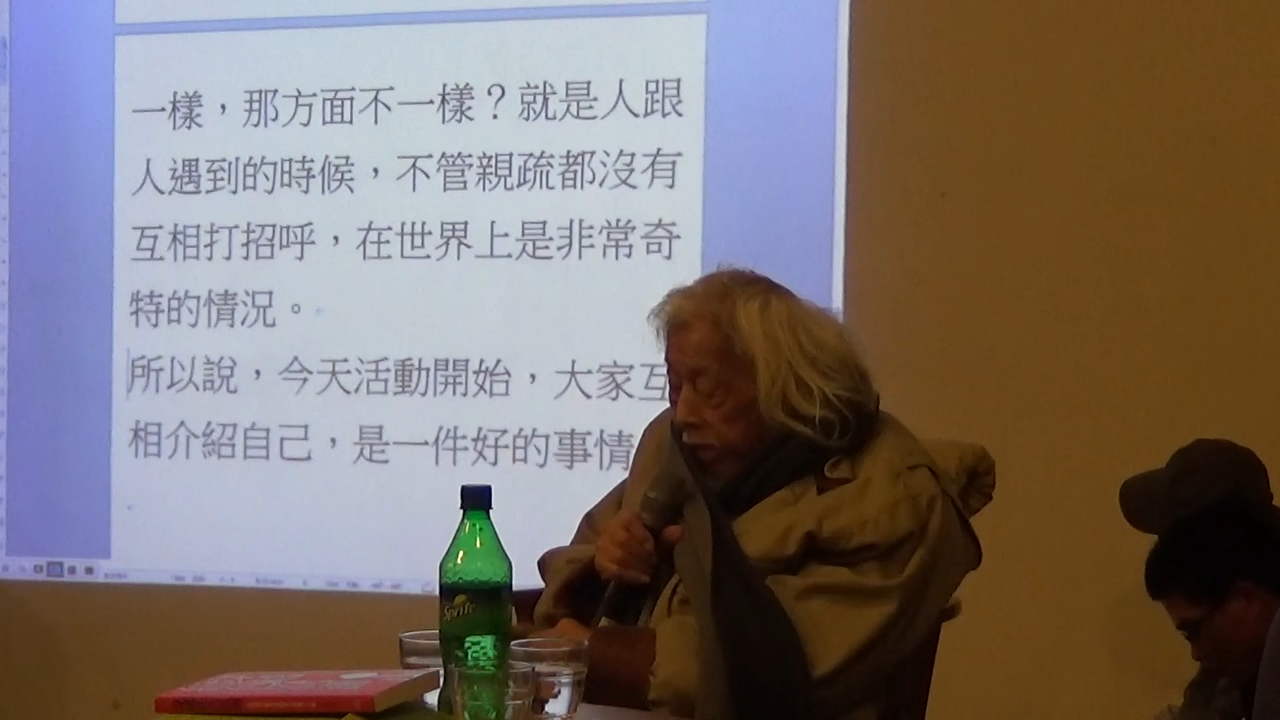 一樣，那方面不一樣？就是人跟
人遇到的時候，不管親疏都沒有
互相打招呼，在世界上是非常奇
特的情況。
所以說，今天活動開始，大家互
相介紹自己，是一件好的事情
Sprite